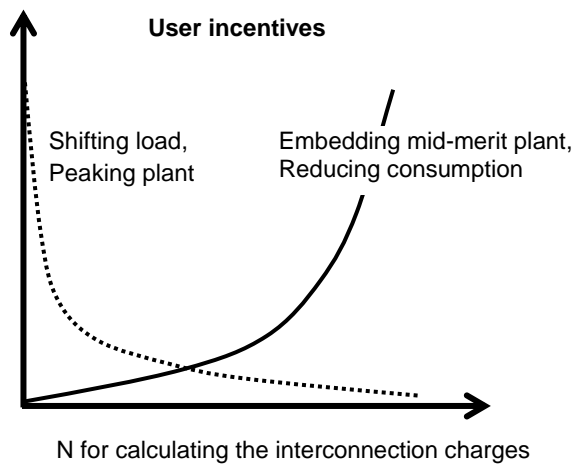 User incentives
Shifting load,
Peaking plant
Embedding mid-merit plant,
Reducing consumption
N for calculating the interconnection charges